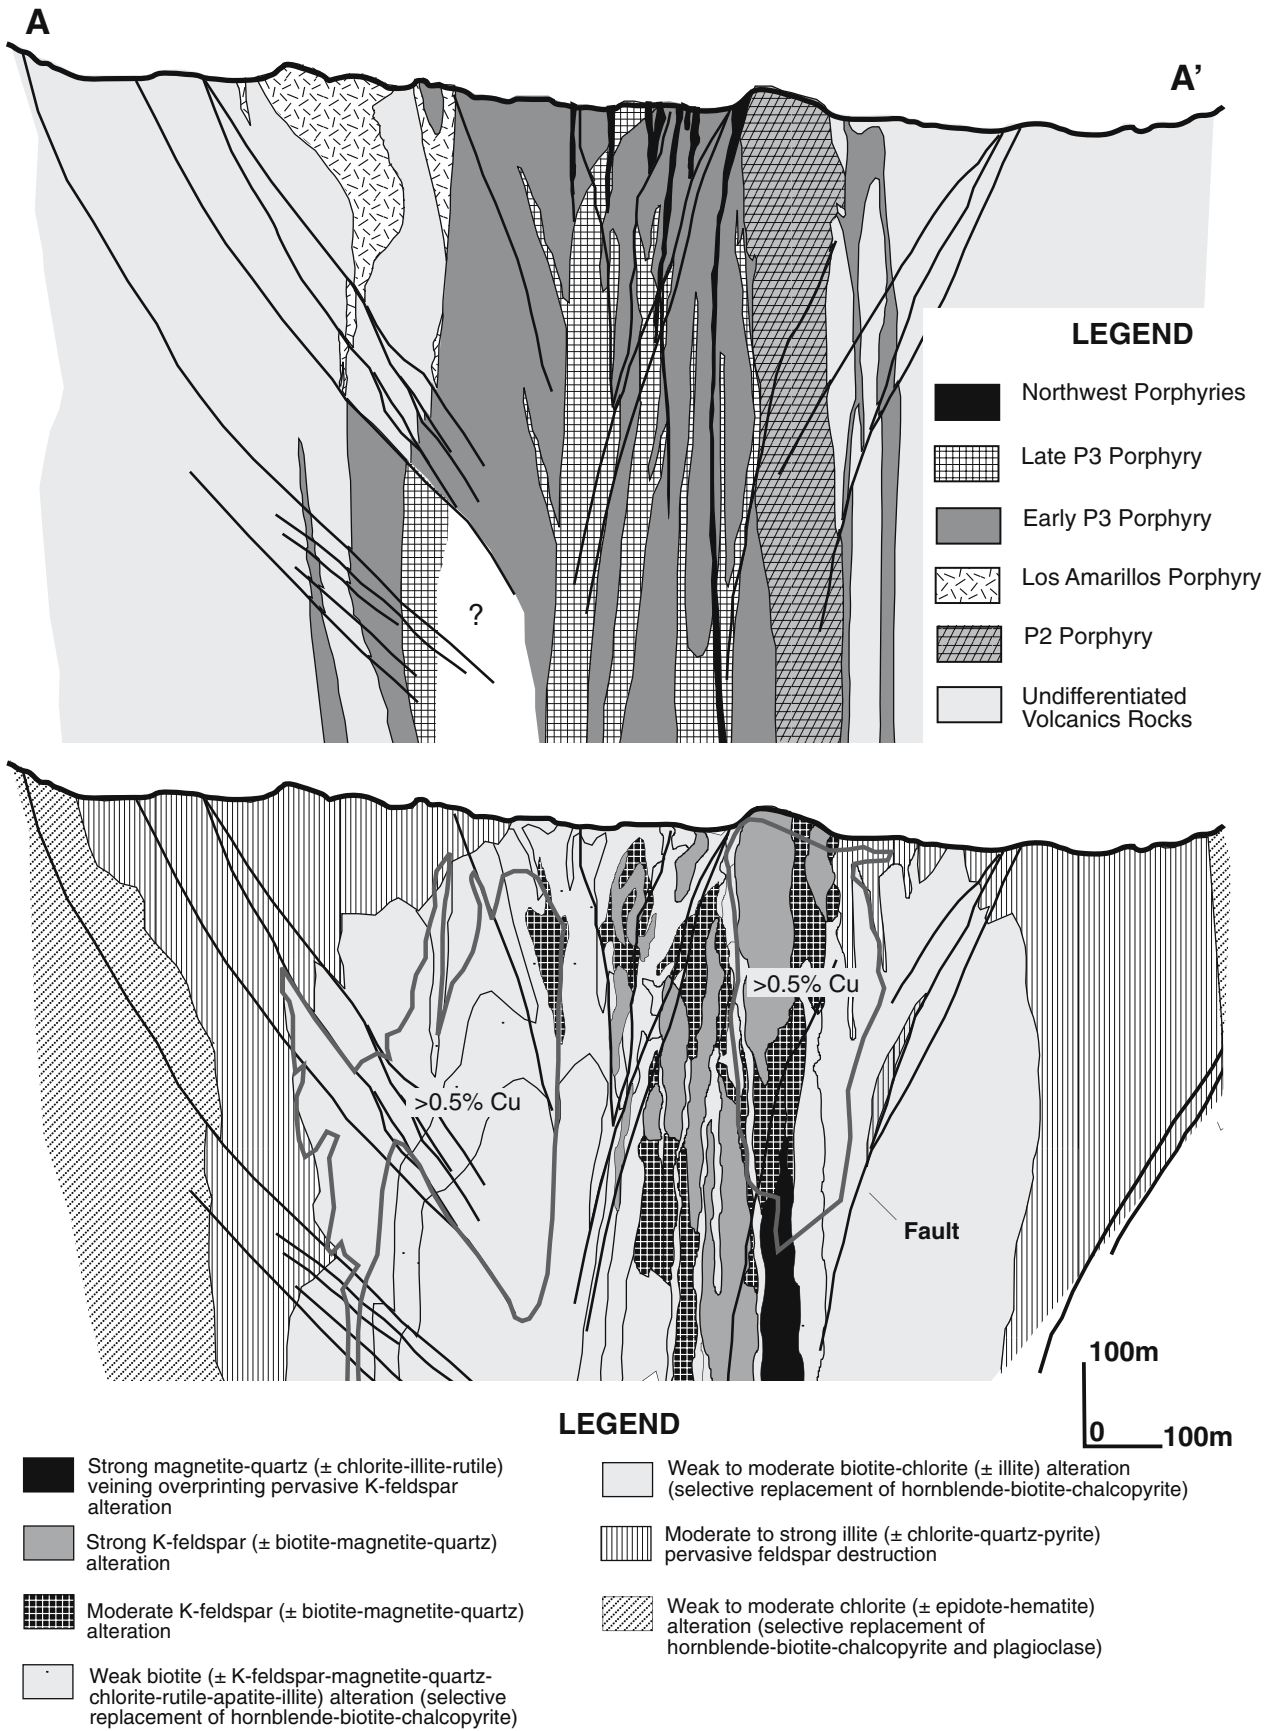 A
A’
LEGEND
Northwest Porphyries
Late P3 Porphyry
Early P3 Porphyry
Los Amarillos Porphyry
P2 Porphyry
Undifferentiated
Volcanics Rocks
?
>0.5% Cu
>0.5% Cu
Fault
100m
0
100m
LEGEND
Strong magnetite-quartz (± chlorite-illite-rutile)
veining overprinting pervasive K-feldspar
alteration
Strong K-feldspar (± biotite-magnetite-quartz)
alteration
Moderate K-feldspar (± biotite-magnetite-quartz)
alteration
Weak biotite (± K-feldspar-magnetite-quartz-
chlorite-rutile-apatite-illite) alteration (selective
replacement of hornblende-biotite-chalcopyrite)
Weak to moderate biotite-chlorite (± illite) alteration
(selective replacement of hornblende-biotite-chalcopyrite)
Moderate to strong illite (± chlorite-quartz-pyrite)
pervasive feldspar destruction
Weak to moderate chlorite (± epidote-hematite)
alteration (selective replacement of
hornblende-biotite-chalcopyrite and plagioclase)